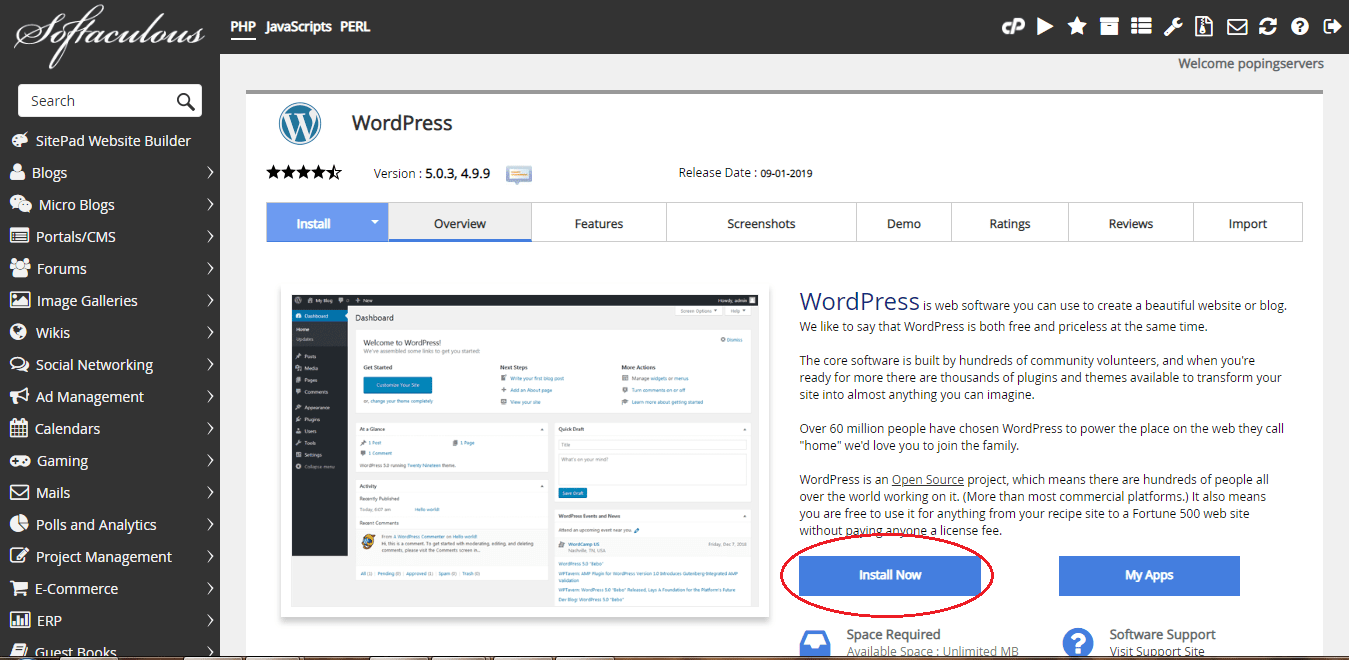 Softaculous
PHP JavaScripts PERL
cP
Welcome popingservers
Search
SitePad Website Builder
Blogs
Micro Blogs
Portals/CMS
Forums
Image Galleries
Wikis
Social Networking
Ad Management
Calendars
Gaming
Mails
Polls and Analytics
Project Management
E-Commerce
ERP
Guest Books
WordPress
Version : 5.0.3, 4.9.9
Release Date : 09-01-2019
Install Overview Features Screenshots Demo Ratings Reviews Import
My Blog 0 New
Howdy, admin
Dashboard
Home
Updates
Posts
Media
Pages
Comments
Appearance
Plugins
Users
Tools
Settings
Collapse menu
Dashboard
Screen Options Help
Welcome to WordPress!
We've assembled some links to get you started:
Dismiss
Get Started
Customize Your Site
or, change your theme completely
Next Steps
Write your first blog post
Add an About page
View your site
More Actions
Manage widgets or menus
Turn comments on or off
Learn more about getting started
At a Glance
1 Post 1 Page
1 Comment
WordPress 5.0 running Twenty Nineteen theme.
Activity
Recently Published
Today, 6:07 am Hello world!
Recent Comments
From A WordPress Commenter on Hello world!
Hi, this is a comment. To get started with moderating, editing, and deleting
comments, please visit the Comments screen in...
All (1) | Pending (0) | Approved (1) | Spam (0) | Trash (0)
Quick Draft
Title
What's on your mind?
Save Draft
WordPress Events and News
Attend an upcoming event near you.
WordCamp US
Nashville, TN, USA
Friday, Dec 7, 2018
WordPress 5.0 "Bebo"
WPTavern: AMP Plugin for WordPress 1.0 Introduces Gutenberg-Integrated AMP
Validation
WPTavern: WordPress 5.0 "Bebo" Released, Lays A Foundation for the Platform's Future
Dev Blog: WordPress 5.0 "Bebo"
WordPress is web software you can use to create a beautiful website or blog.
We like to say that WordPress is both free and priceless at the same time.
The core software is built by hundreds of community volunteers, and when you're
ready for more there are thousands of plugins and themes available to transform your
site into almost anything you can imagine.
Over 60 million people have chosen WordPress to power the place on the web they call
"home" we'd love you to join the family.
WordPress is an Open Source project, which means there are hundreds of people all
over the world working on it. (More than most commercial platforms.) It also means
you are free to use it for anything from your recipe site to a Fortune 500 web site
without paying anyone a license fee.
Install Now
My Apps
Space Required
Available Space : Unlimited MB
Software Support
Visit Support Site